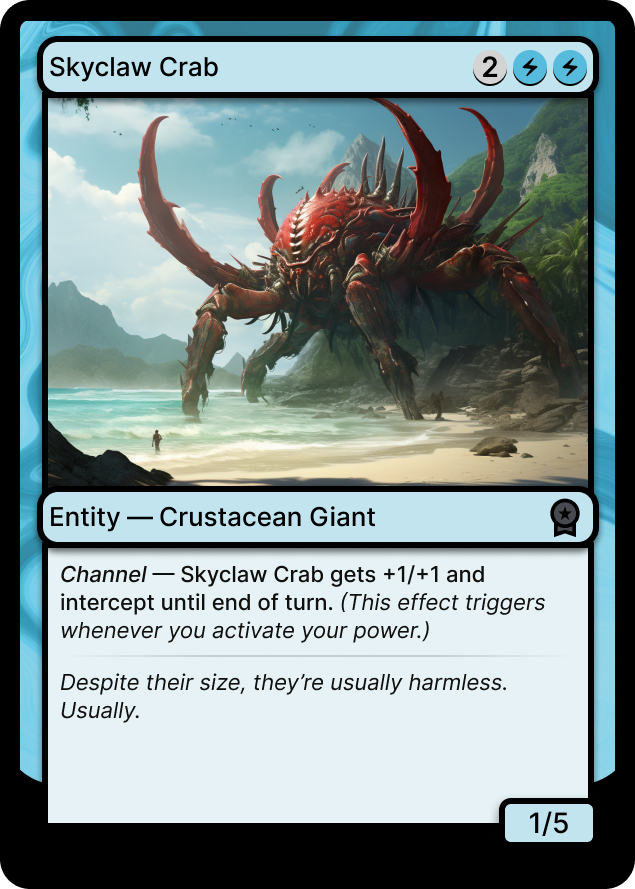 Skyclaw Crab 2
Entity — Crustacean Giant
Channel — Skyclaw Crab gets +1/+1 and
intercept until end of turn. (This effect triggers
whenever you activate your power.)
Despite their size, they’re usually harmless.
Usually.
1/5